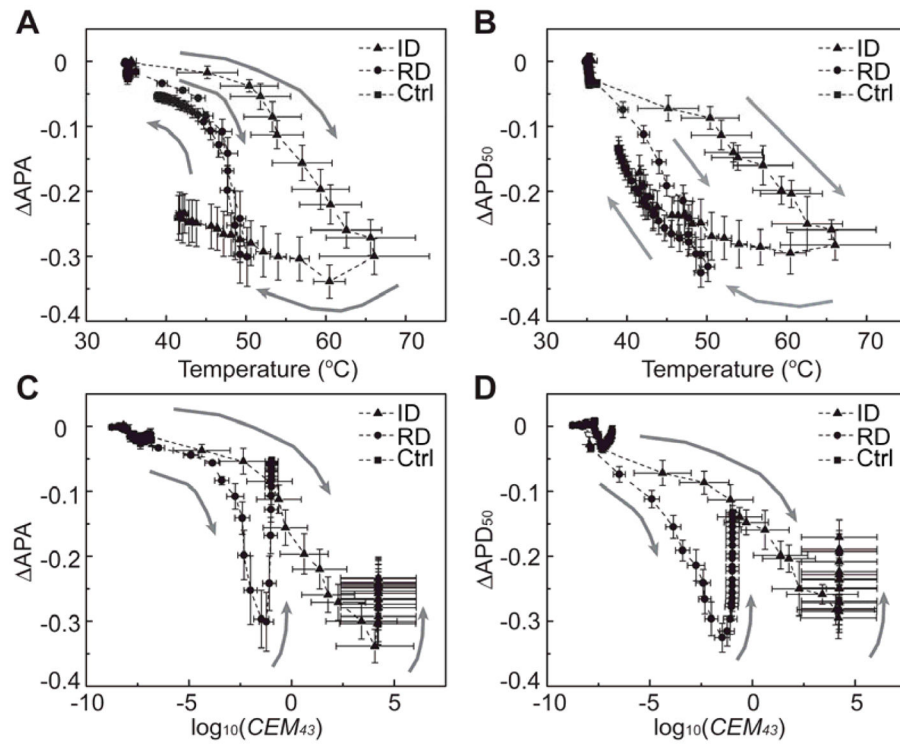 A
B
ID
RD
Ctrl
ID
RD
Ctrl
0
-0.1
-0.2
-0.3
-0.4
ΔAPA
0
-0.1
-0.2
-0.3
-0.4
ΔAPD50
30 40 50 60 70
30 40 50 60 70
Temperature (°C)
Temperature (°C)
C
D
ID
RD
Ctrl
ID
RD
Ctrl
0
-0.1
-0.2
-0.3
-0.4
ΔAPA
0
-0.1
-0.2
-0.3
-0.4
ΔAPD50
-10 -5 0 5
-10 -5 0 5
log10(CEM43)
log10(CEM43)